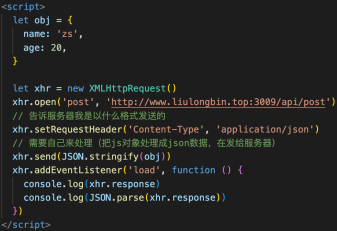 <script>
let obj = {
name: 'zs',
age: 20,
}
let xhr = new XMLHttpRequest()
xhr.open('post', 'http://www.liulongbin.top:3009/api/post')
// 告诉服务器我是以什么格式发送的
xhr.setRequestHeader('Content-Type', 'application/json')
// 需要自己来处理（把js对象处理成json数据，在发给服务器）
xhr.send(JSON.stringify(obj))
xhr.addEventListener('load', function () {
console.log(xhr.response)
console.log(JSON.parse(xhr.response))
})
</script>